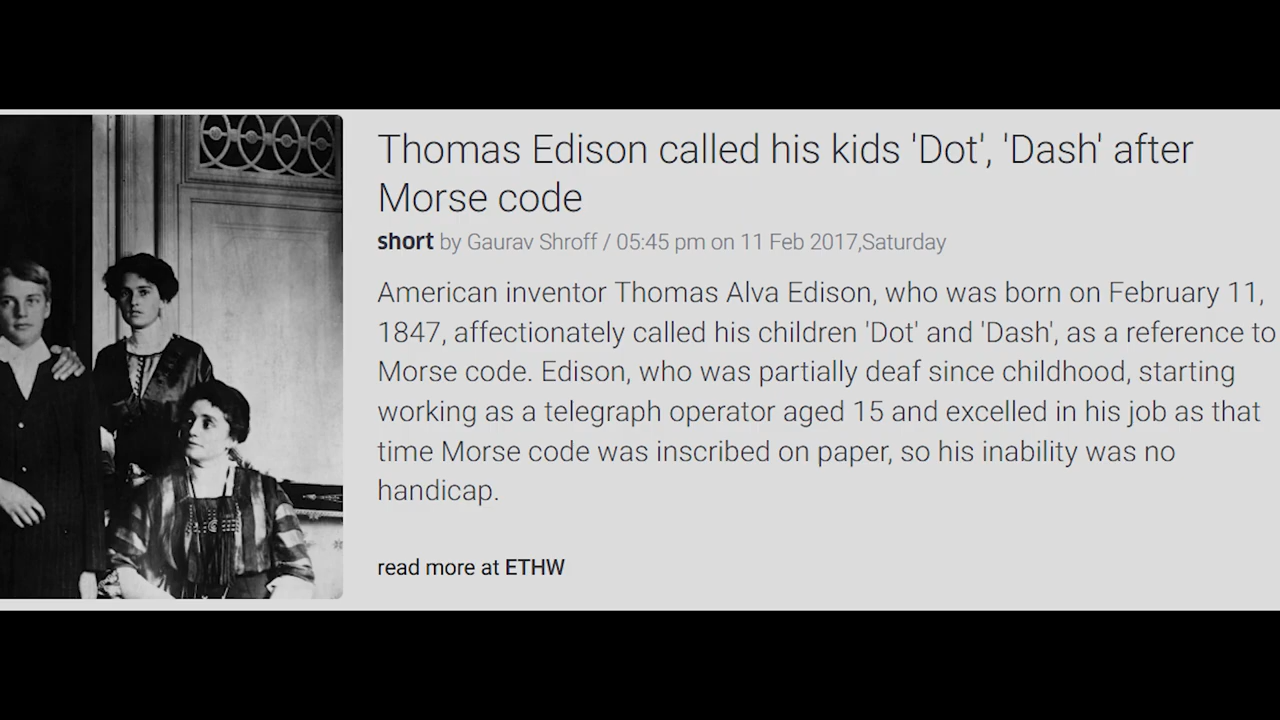 Thomas Edison called his kids 'Dot', 'Dash' after
Morse code
short by Gaurav Shroff / 05:45 pm on 11 Feb 2017,Saturday
American inventor Thomas Alva Edison, who was born on February 11,
1847, affectionately called his children 'Dot' and 'Dash', as a reference to
Morse code. Edison, who was partially deaf since childhood, starting
working as a telegraph operator aged 15 and excelled in his job as that
time Morse code was inscribed on paper, so his inability was no
handicap.
read more at ETHW